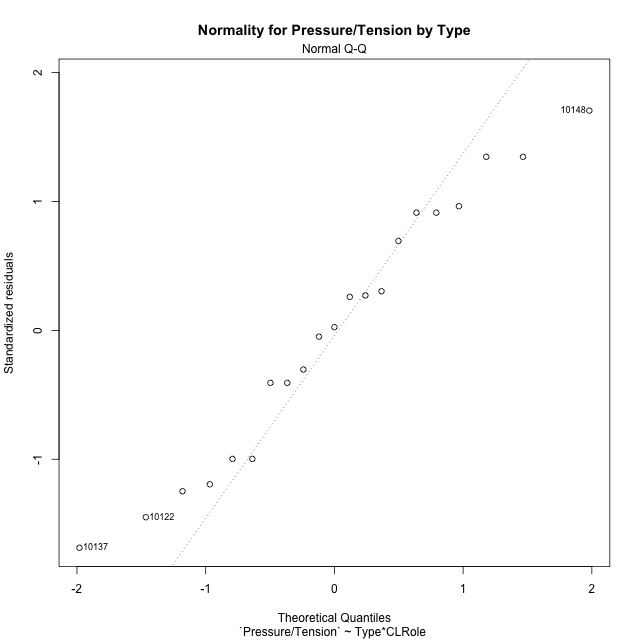 Normality for Pressure/Tension by Type
Normal Q-Q
2
10148
1
Standardized residuals
0
-1
10122
10137
-2
-1
0
1
2
Theoretical Quantiles
`Pressure/Tension` ~ Type*CLRole